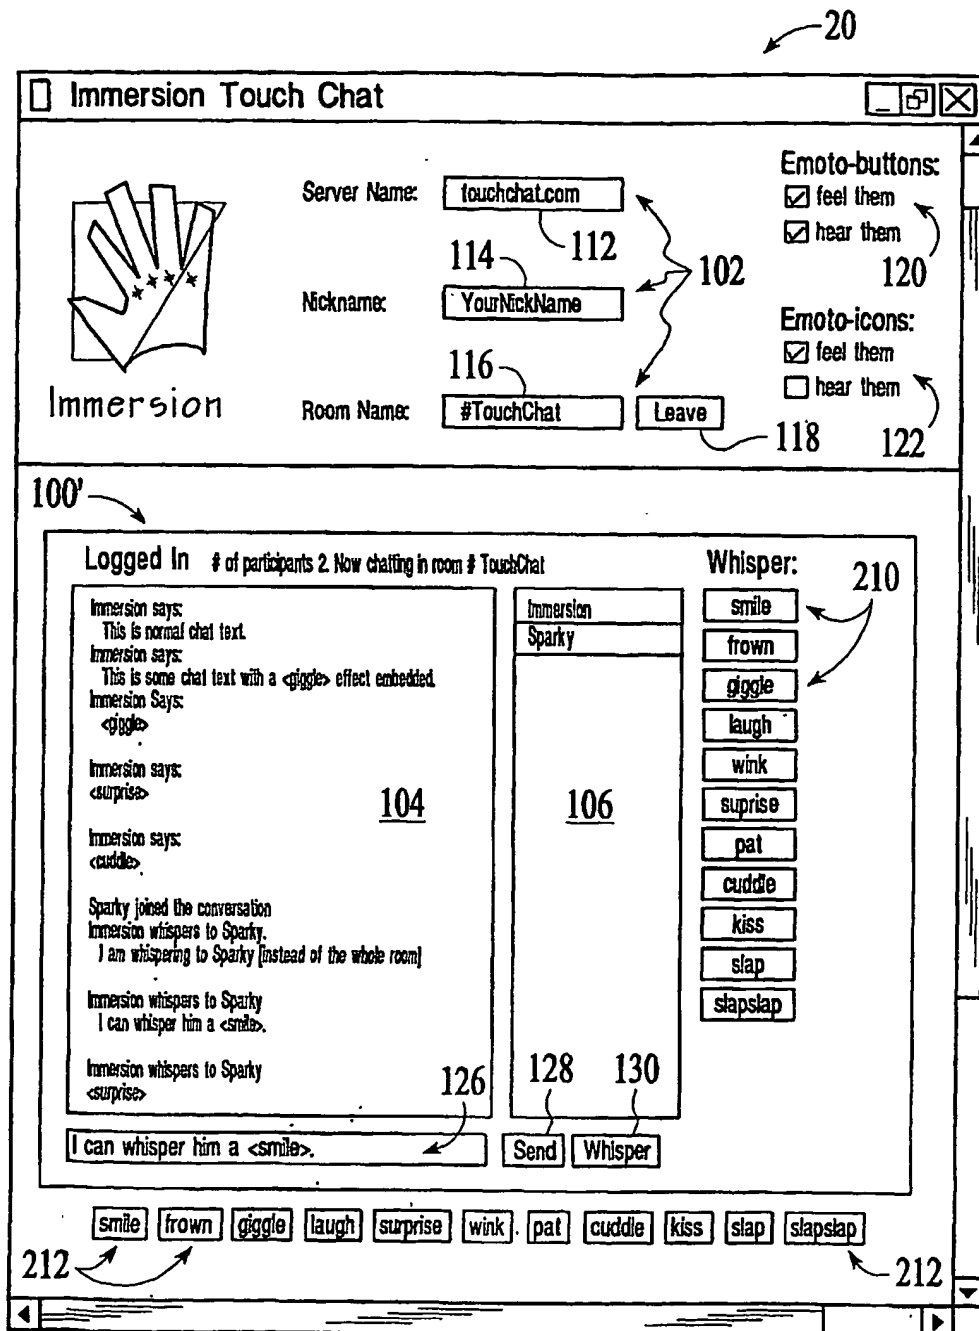 20
Immersion Touch Chat
Emoto-buttons:
Server Name: touchchat.com
feel them
hear them
112
114
102
120
Nickname: YourNickName
Emoto-icons:
feel them
116
hear them
Immersion
Room Name: #TouchChat Leave
118
122
100'
Logged In # of participants 2. Now chatting in room # TouchChat
Whisper:
210
Immersion says:
This is normal chat text.
Immersion says:
This is some chat text with a <giggle> effect embedded.
Immersion Says:
<giggle>
Immersion says:
<surprise>
104
Immersion says:
<cuddle>
Sparky joined the conversation
Immersion whispers to Sparky.
I am whispering to Sparky [instead of the whole room]
Immersion whispers to Sparky
I can whisper him a <smile>.
Immersion whispers to Sparky
<surprise>
126
Immersion
Sparky
106
128
130
smile
frown
giggle
laugh
wink
suprise
pat
cuddle
kiss
slap
slapslap
I can whisper him a <smile>.
Send Whisper
smile frown giggle laugh surprise wink pat cuddle kiss slap slapslap
212
212